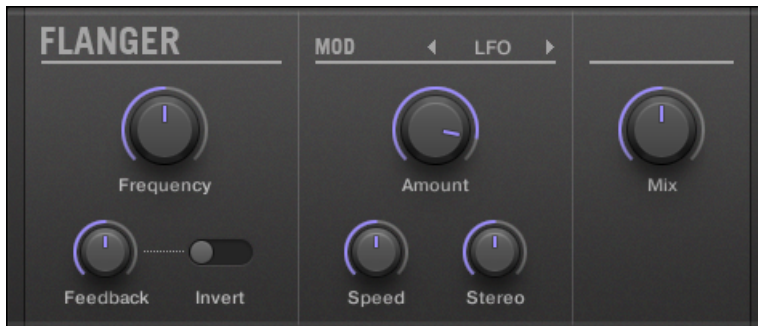 FLANGER
MOD LFO
Frequency
Amount
Mix
Feedback
Invert
Speed
Stereo